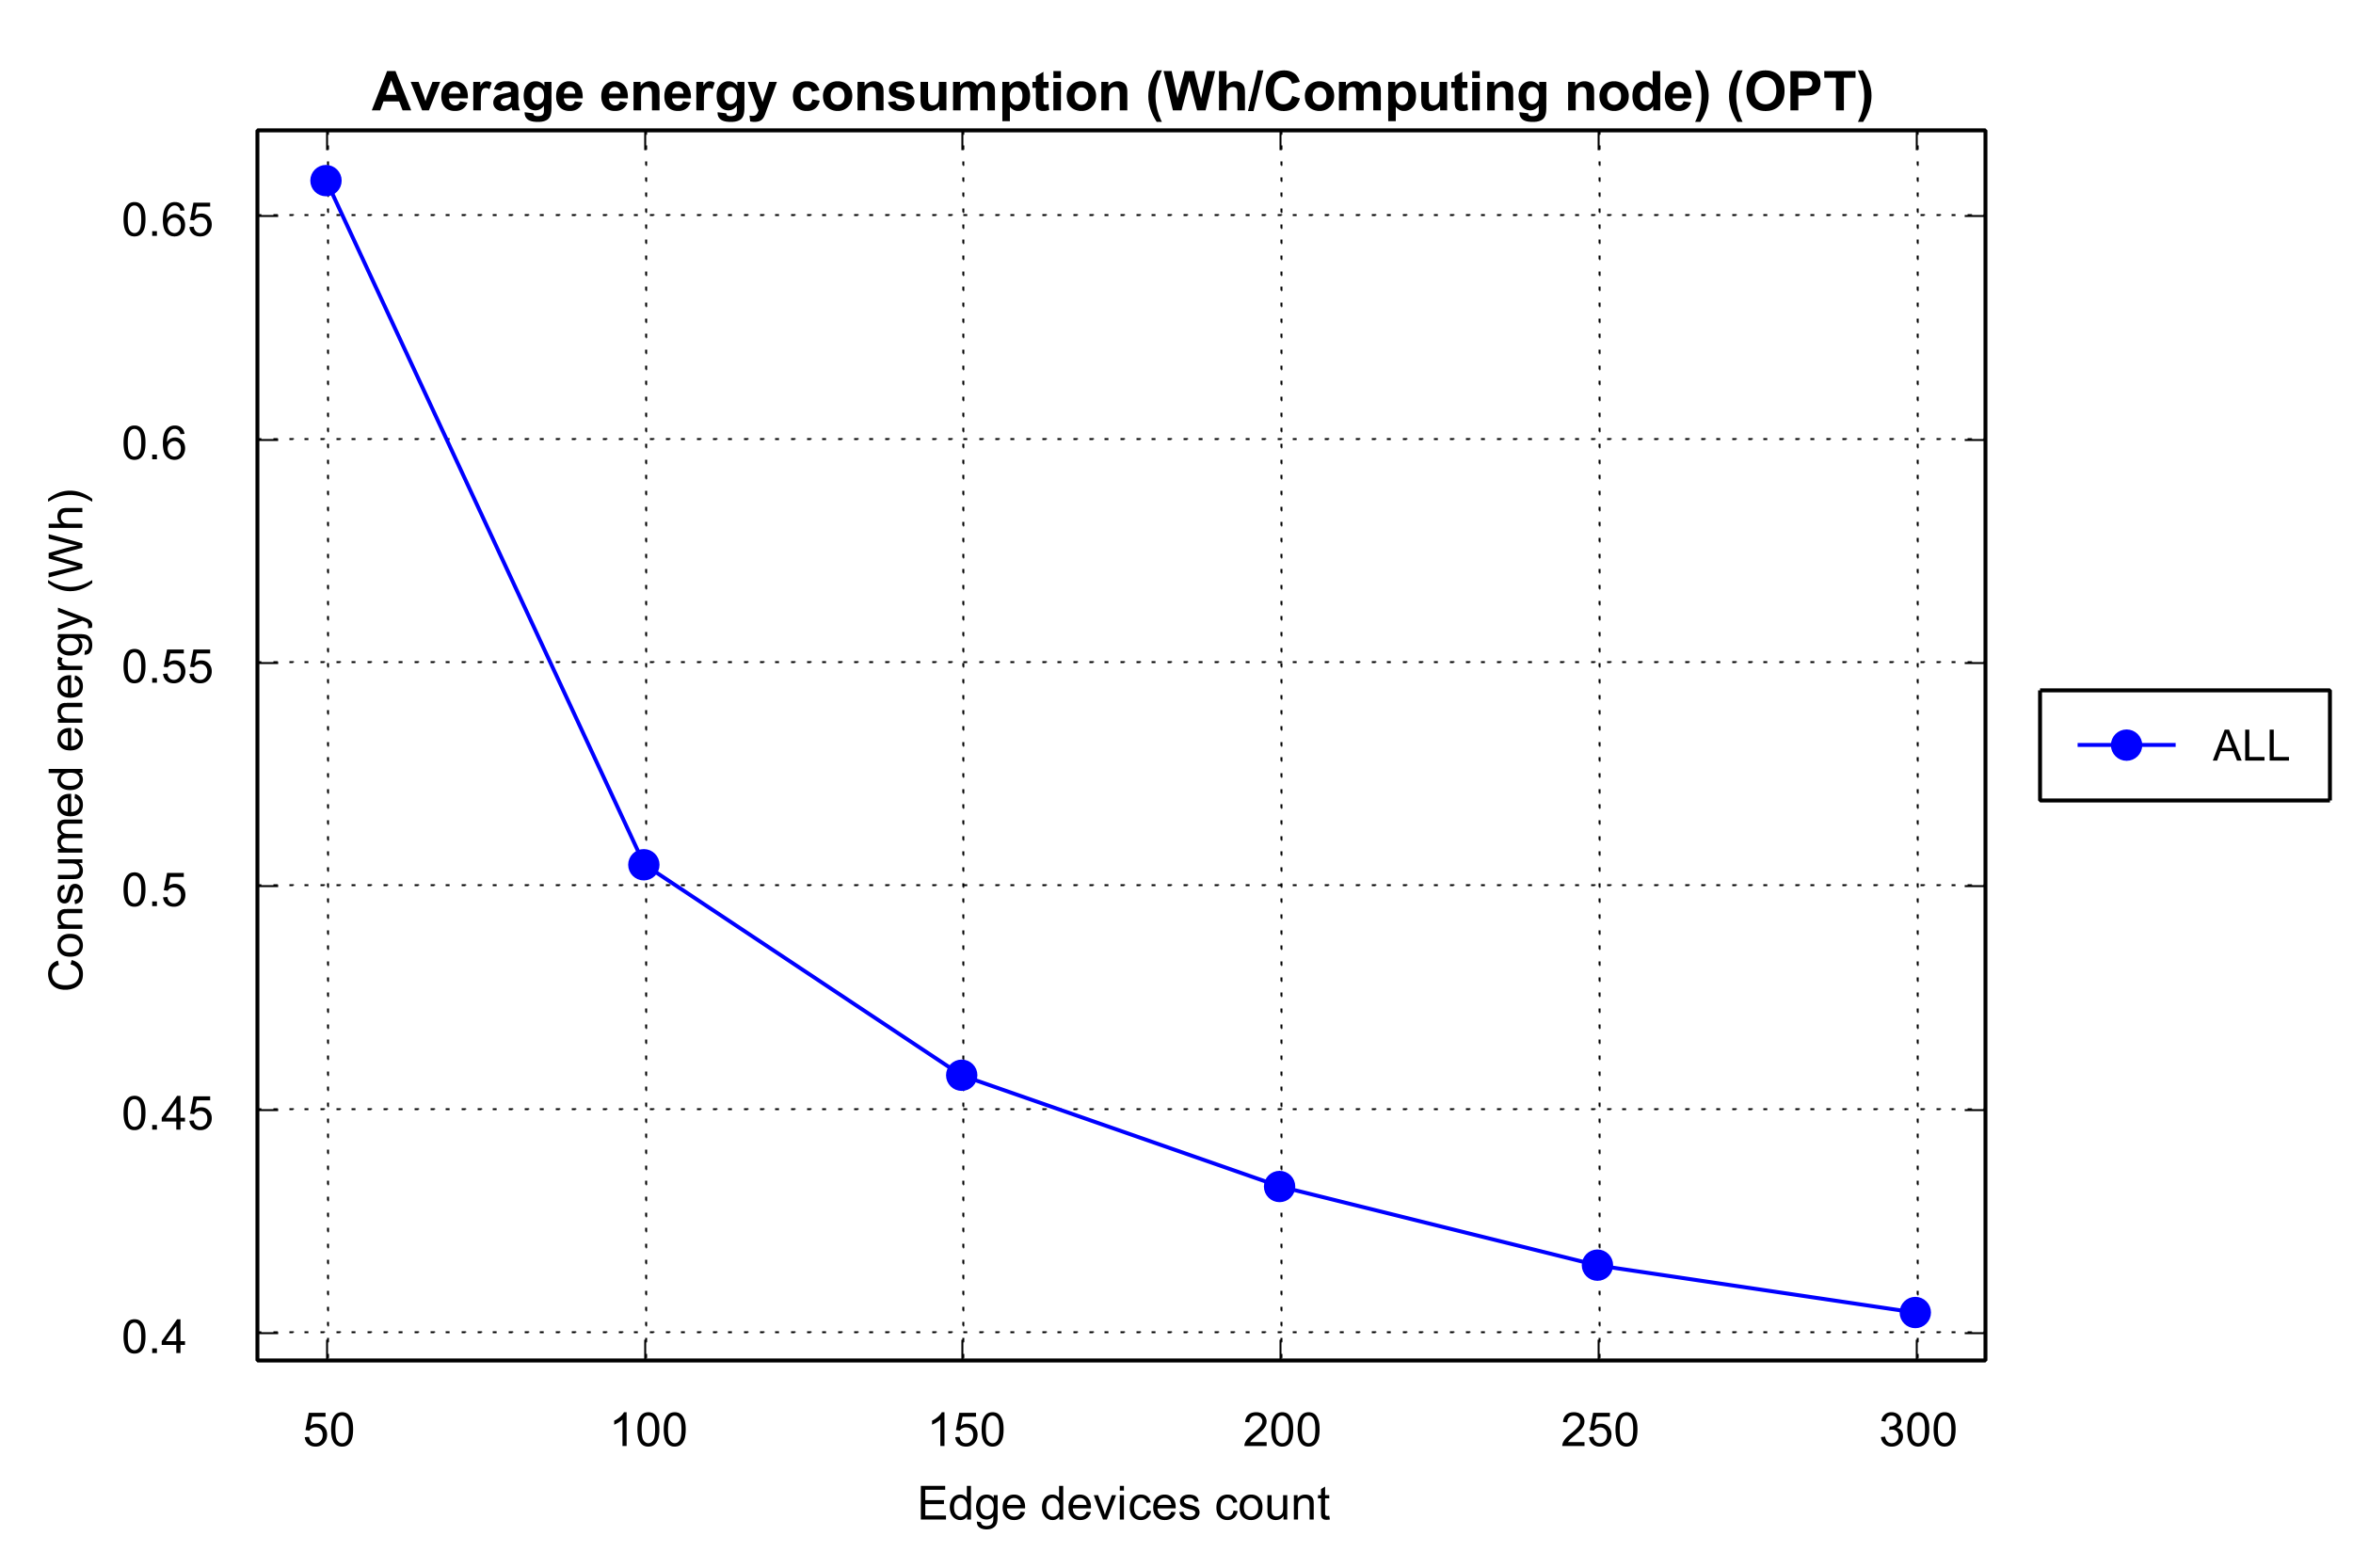 Average energy consumption (Wh/Computing node) (OPT)
0.65
0.6
0.55
0.5
0.45
0.4
Consumed energy (Wh)
ALL
50 100 150 200 250 300
Edge devices count